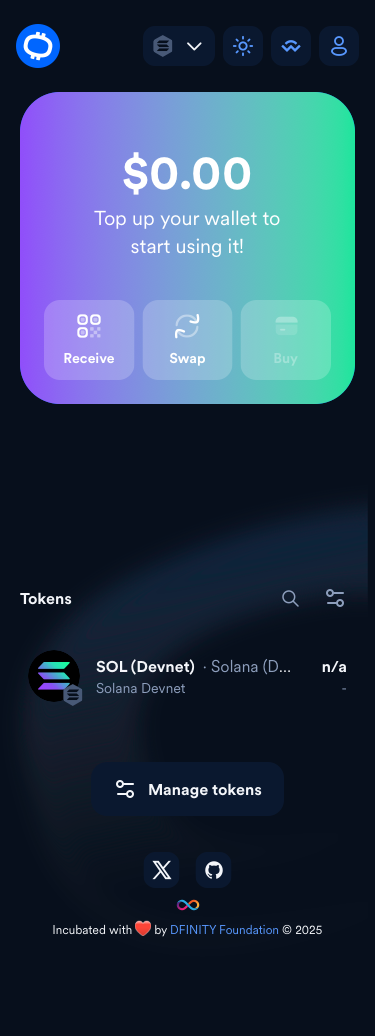 $0.00
Top up your wallet to
start using it!
Receive
Swap
Buy
Tokens
SOL (Devnet) · Solana (D... n/a
Solana Devnet -
Manage tokens
Incubated with ❤️ by DFINITY Foundation © 2025